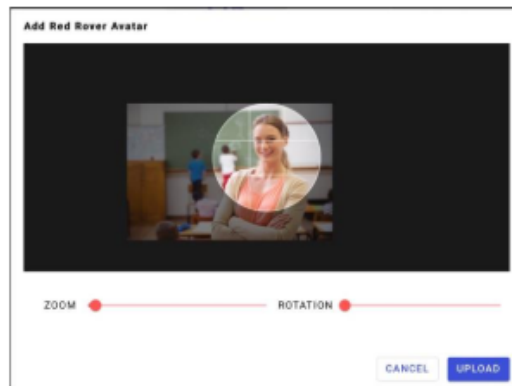 Add Red Rover Avatar
ZOOM
ROTATION
CANCEL
UPLOAD